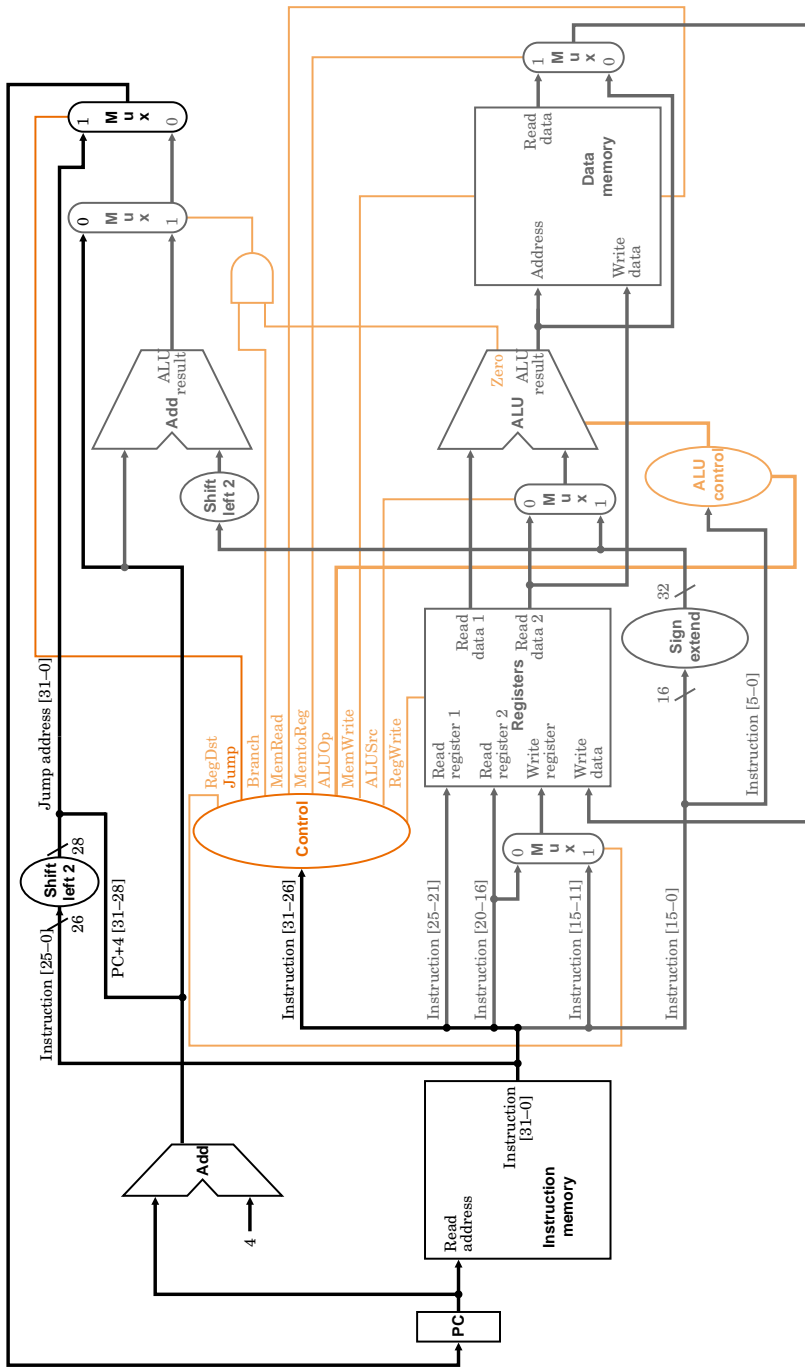 PC
4
Add
Read
address
Instruction
[31–0]
Instruction
memory
Instruction [25–0]
26
Shift
left 2
28
Jump address [31–0]
PC+4 [31–28]
Instruction [31–26]
Instruction [25–21]
Instruction [20–16]
Instruction [15–11]
Instruction [15–0]
Instruction [5–0]
Control
RegDst
Jump
Branch
MemRead
MemtoReg
ALUOp
MemWrite
ALUSrc
RegWrite
0
M
u
x
1
Read
register 1
Read
register 2
Write
register
Write
data
Registers
Read
data 1
Read
data 2
16
Sign
extend
32
Shift
left 2
Add
ALU
result
0
M
u
x
1
ALU
Zero
ALU
result
ALU
control
0
M
u
x
1
1
M
u
x
0
Address
Write
data
Data
memory
Read
data
1
M
u
x
0